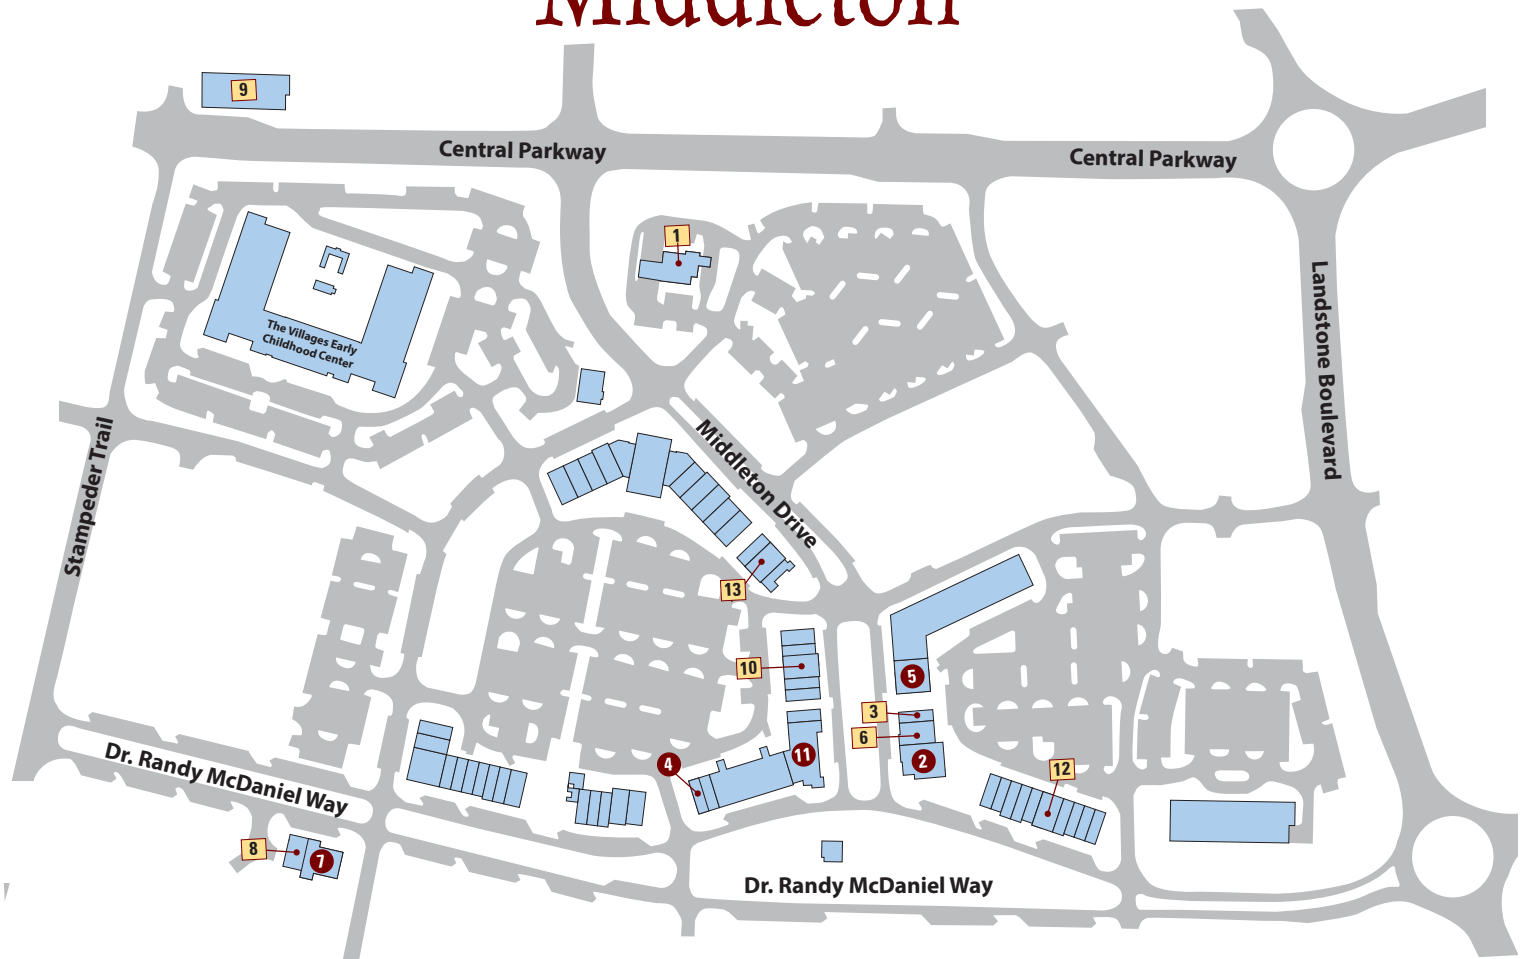 Middleton
9
Central Parkway
Central Parkway
1
The Villages Early
Childhood Center
Landstone Boulevard
Stampeder Trail
Middleton Drive
13
10
5
3
6
11
2
4
12
Dr. Randy McDaniel Way
8
7
Dr. Randy McDaniel Way